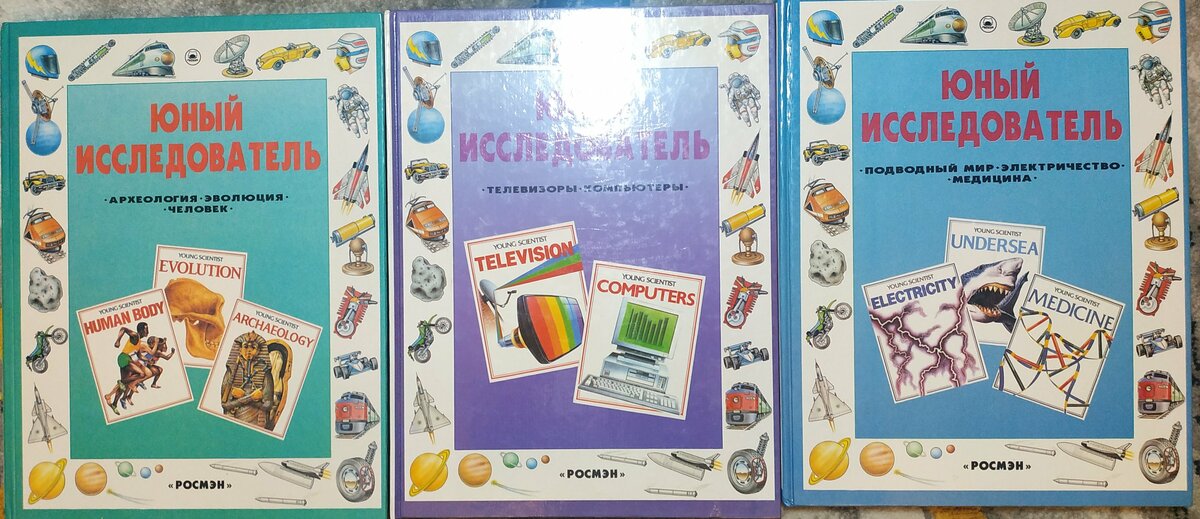 ЮНЫЙ
ИССЛЕДОВАТЕЛЬ
·АРХЕОЛОГИЯ·ЭВОЛЮЦИЯ·
·ЧЕЛОВЕК·
YOUNG SCIENTIST
EVOLUTION
YOUNG SCIENTIST
HUMAN BODY
YOUNG SCIENTIST
ARCHAEOLOGY
«РОСМЭН»
ЮНЫЙ
ИССЛЕДОВАТЕЛЬ
·ТЕЛЕВИЗОРЫ·КОМПЬЮТЕРЫ·
YOUNG SCIENTIST
TELEVISION
YOUNG SCIENTIST
COMPUTERS
«РОСМЭН»
ЮНЫЙ
ИССЛЕДОВАТЕЛЬ
·ПОДВОДНЫЙ МИР·ЭЛЕКТРИЧЕСТВО·
·МЕДИЦИНА·
YOUNG SCIENTIST
UNDERSEA
YOUNG SCIENTIST
ELECTRICITY
YOUNG SCIENTIST
MEDICINE
«РОСМЭН»